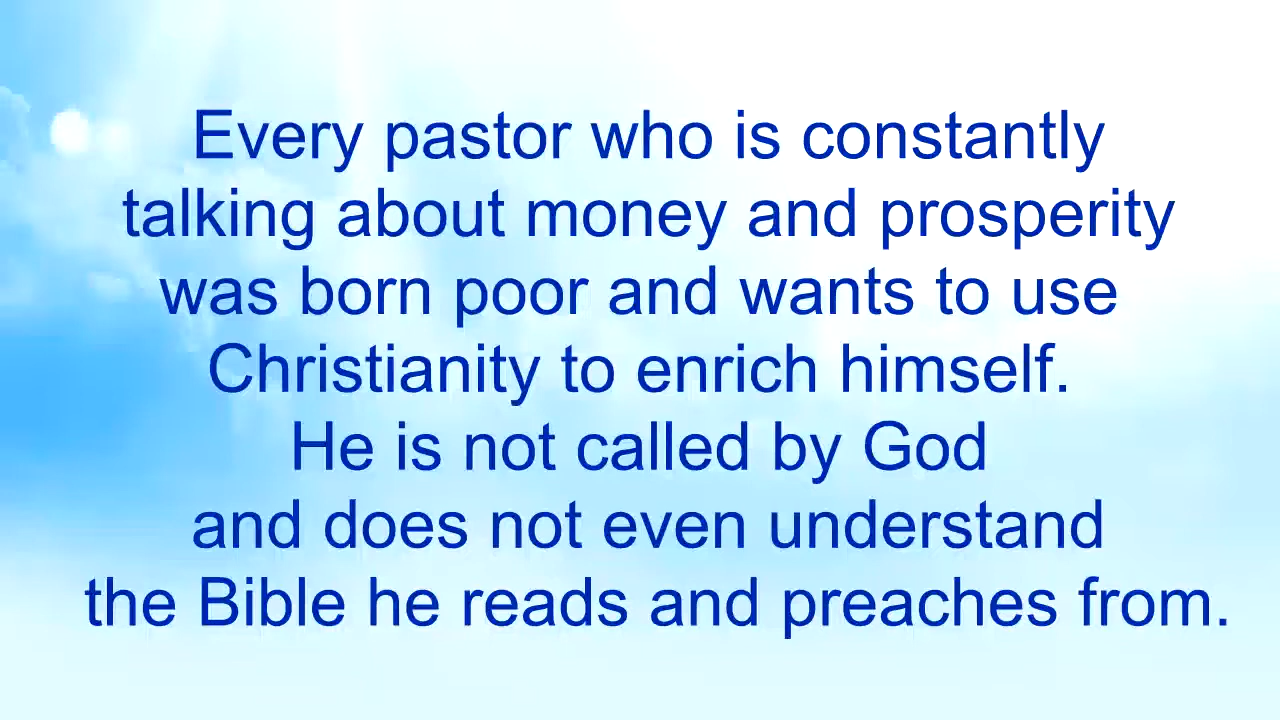 Every pastor who is constantly
talking about money and prosperity
was born poor and wants to use
Christianity to enrich himself.
He is not called by God
and does not even understand
the Bible he reads and preaches from.